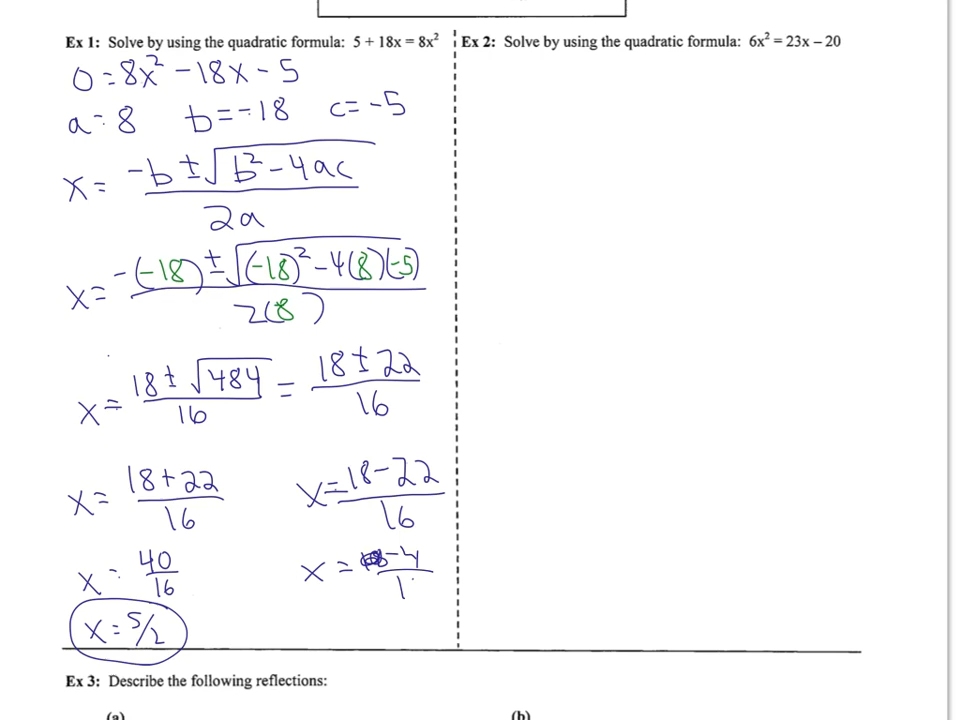 Ex 1: Solve by using the quadratic formula: 5 + 18x = 8x²
0 = 8x² - 18x - 5
a = 8 b = -18 c = -5
x = (-b ± √(b² - 4ac)) / 2a
x = (-(-18) ± √((-18)² - 4(8)(-5))) / 2(8)
x = (18 ± √484) / 16 = (18 ± 22) / 16
x = (18 + 22) / 16 x = (18 - 22) / 16
x = 40/16 x = -4/1
x = 5/2
Ex 2: Solve by using the quadratic formula: 6x² = 23x – 20
Ex 3: Describe the following reflections:
(a) (b)